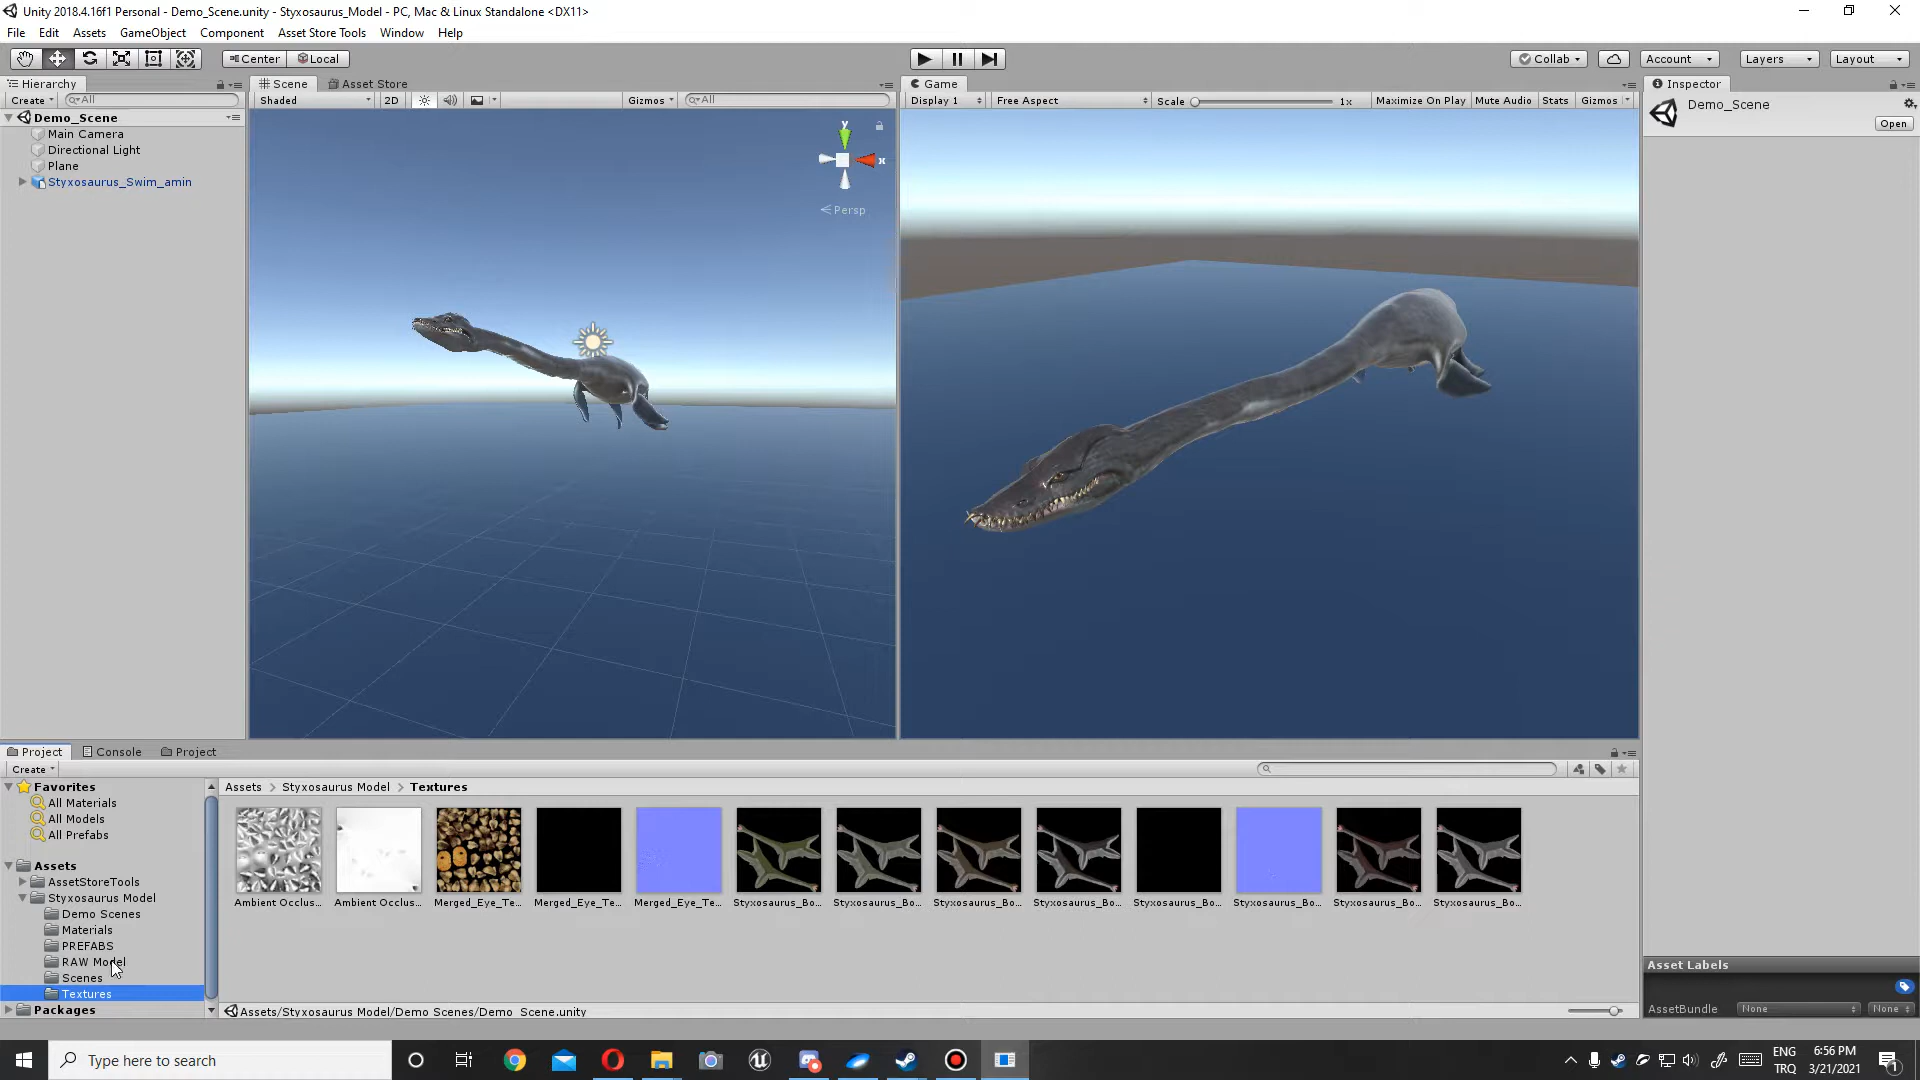 Unity 2018.4.16f1 Personal - Demo_Scene.unity - Styxosaurus_Model - PC, Mac & Linux Standalone <DX11>
File Edit Assets GameObject Component Asset Store Tools Window Help
Center Local Collab Account Layers Layout
Hierarchy Scene Asset Store Game Inspector
Create All Shaded 2D Gizmos All Display 1 Free Aspect Scale 1x Maximize On Play Mute Audio Stats Gizmos Demo_Scene
Open
Demo_Scene
Main Camera
Directional Light
Plane
Styxosaurus_Swim_amin
y
x
Persp
Project Console Project
Create
Favorites
All Materials
All Models
All Prefabs
Assets
AssetStoreTools
Styxosaurus Model
Demo Scenes
Materials
PREFABS
RAW Model
Scenes
Textures
Packages
Assets > Styxosaurus Model > Textures
Ambient Occlus... Ambient Occlus... Merged_Eye_Te... Merged_Eye_Te... Merged_Eye_Te... Styxosaurus_Bo... Styxosaurus_Bo... Styxosaurus_Bo... Styxosaurus_Bo... Styxosaurus_Bo... Styxosaurus_Bo... Styxosaurus_Bo... Styxosaurus_Bo...
Assets/Styxosaurus Model/Demo Scenes/Demo_Scene.unity
Asset Labels
AssetBundle None None
Type here to search
ENG
TRQ
6:56 PM
3/21/2021
1